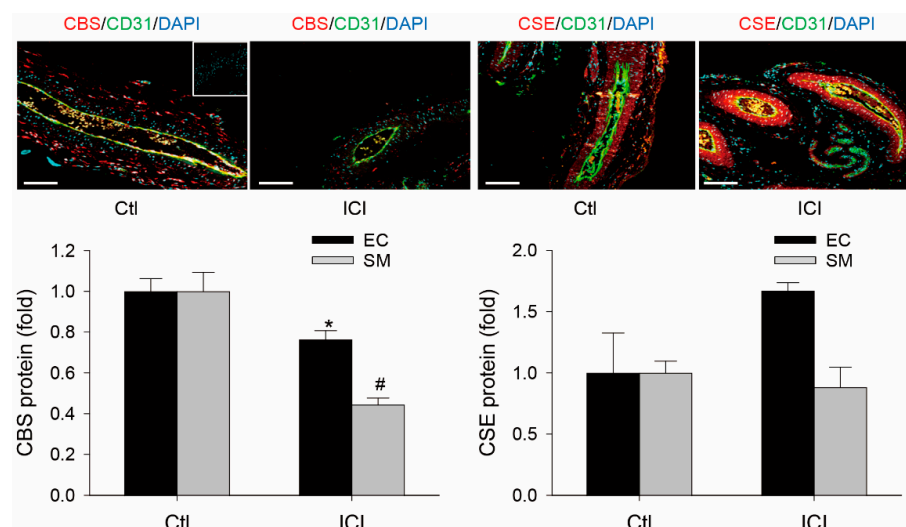 CBS/CD31/DAPI CBS/CD31/DAPI CSE/CD31/DAPI CSE/CD31/DAPI
Ctl ICI Ctl ICI
CBS protein (fold)
1.2
1.0
0.8
0.6
0.4
0.2
0.0
EC
SM
*
#
Ctl ICI
CSE protein (fold)
2.0
1.5
1.0
0.5
0.0
EC
SM
Ctl ICI